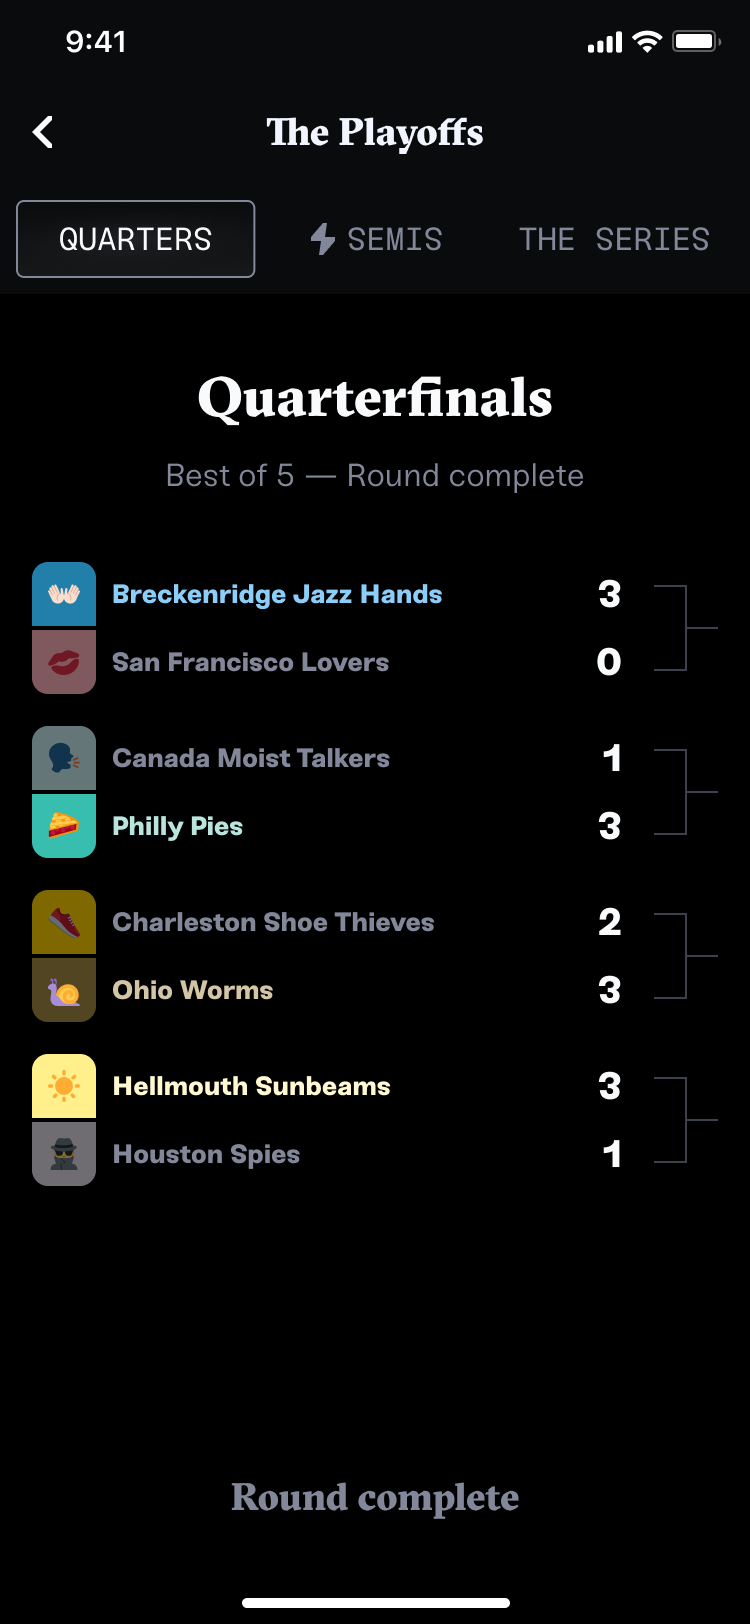 9:41
The Playoffs
QUARTERS SEMIS THE SERIES
Quarterfinals
Best of 5 — Round complete
Breckenridge Jazz Hands 3
San Francisco Lovers 0
Canada Moist Talkers 1
Philly Pies 3
Charleston Shoe Thieves 2
Ohio Worms 3
Hellmouth Sunbeams 3
Houston Spies 1
Round complete